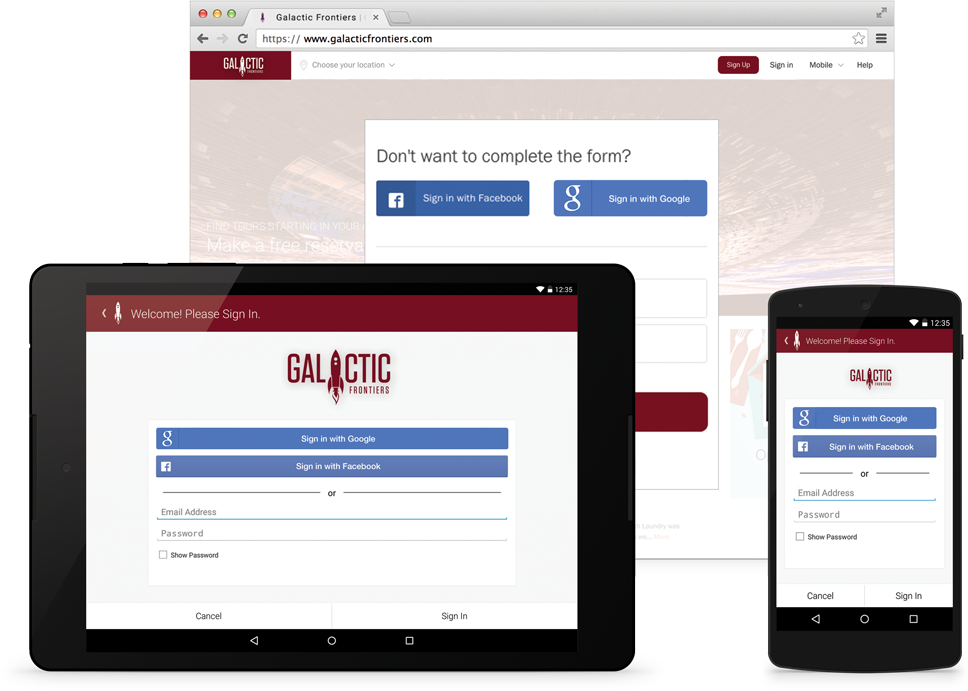 Galactic Frontiers |
https:// www.galacticfrontiers.com
GALACTIC
FRONTIERS
Choose your location
Sign Up
Sign in
Mobile
Help
Don't want to complete the form?
Sign in with Facebook
g
Sign in with Google
FIND TOURS STARTING IN YOUR
Make a free reserva
Laundry was
es... More
12:35
Welcome! Please Sign In.
GALACTIC
FRONTIERS
g
Sign in with Google
f
Sign in with Facebook
or
Email Address
Password
Show Password
Cancel
Sign In
12:35
Welcome! Please Sign In.
GALACTIC
FRONTIERS
g
Sign in with Google
f
Sign in with Facebook
or
Email Address
Password
Show Password
Cancel
Sign In